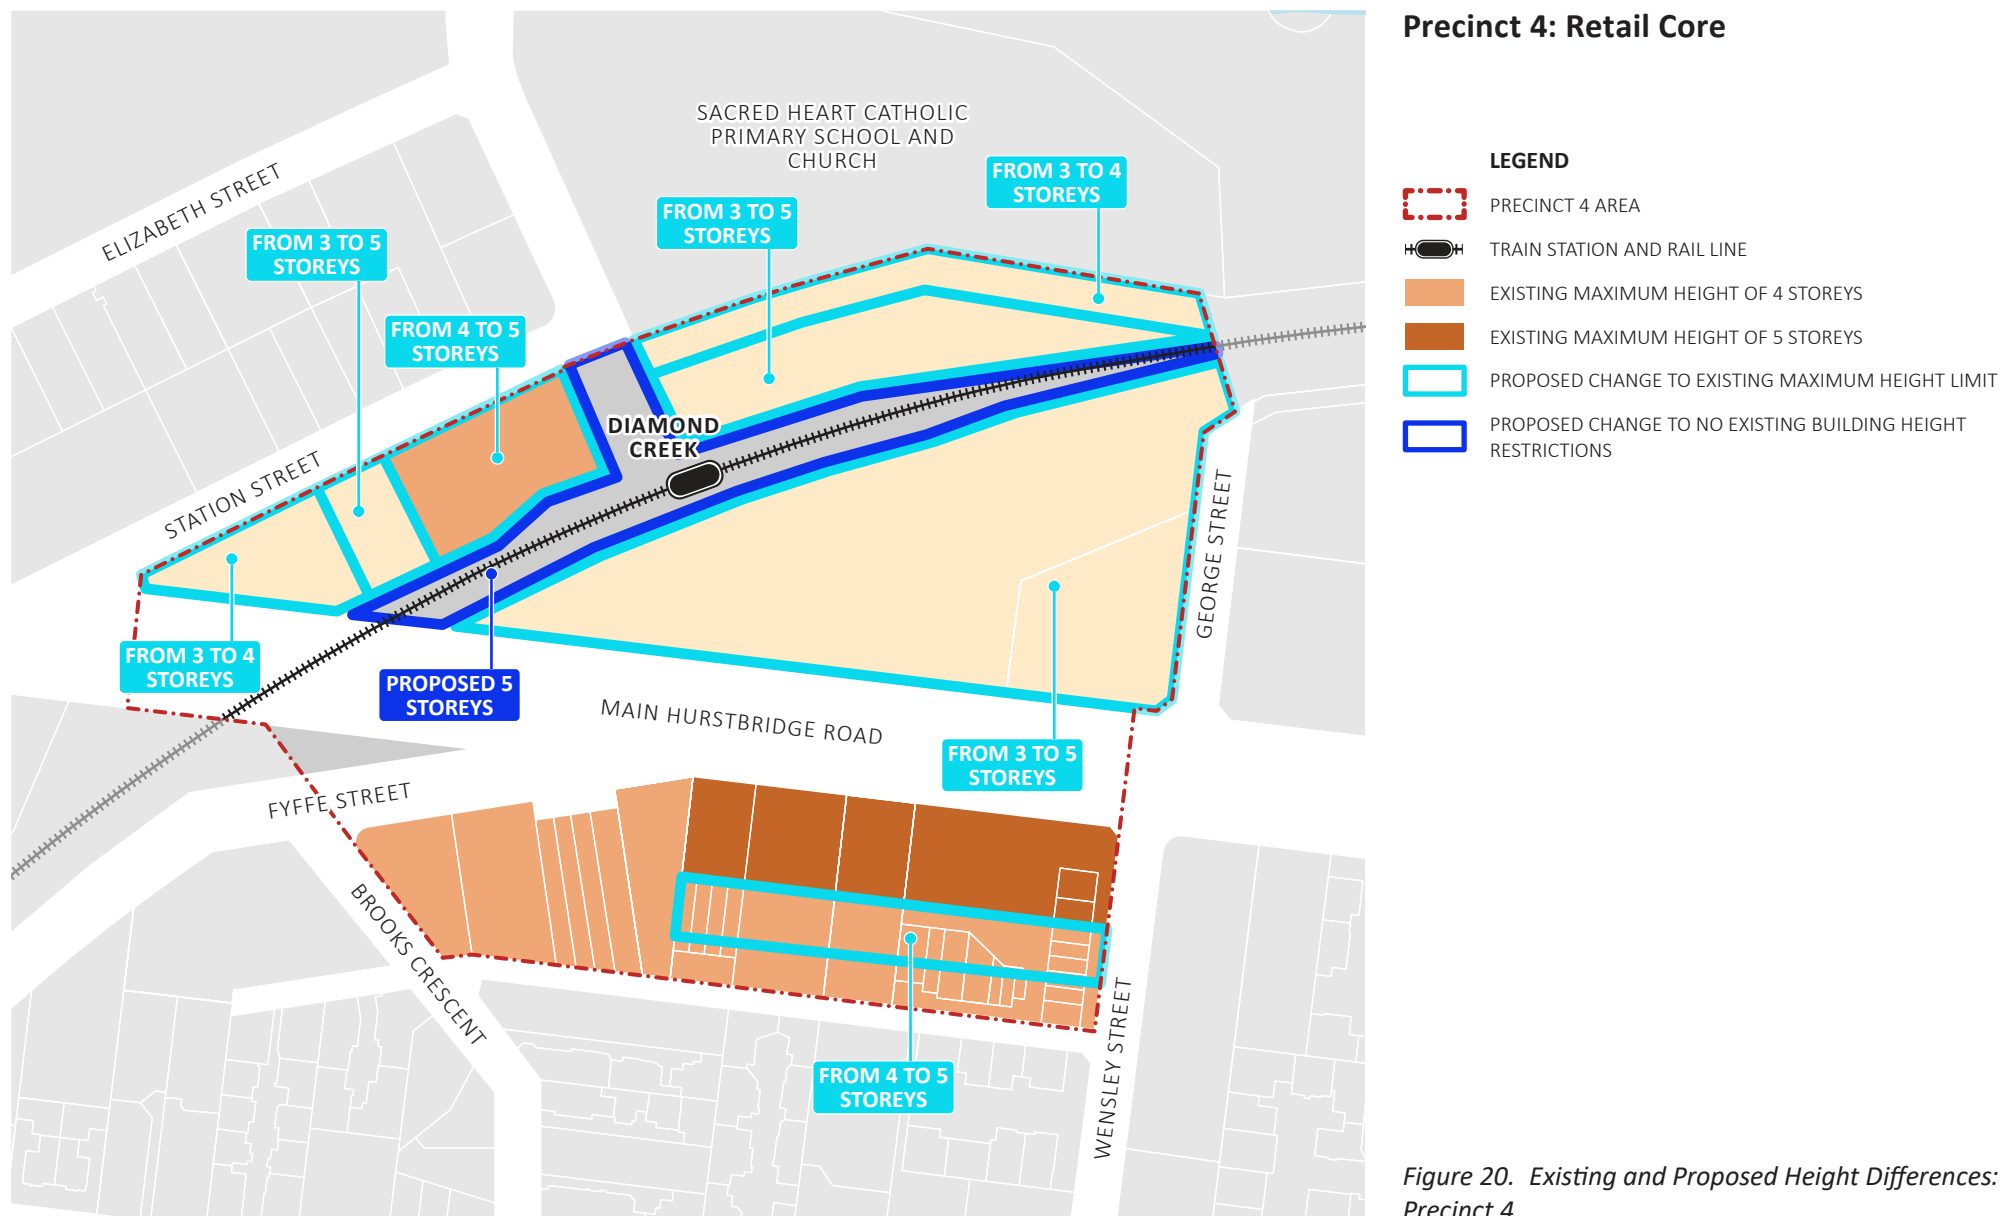 Precinct 4: Retail Core
SACRED HEART CATHOLIC
PRIMARY SCHOOL AND
CHURCH
ELIZABETH STREET
FROM 3 TO 5
STOREYS
FROM 4 TO 5
STOREYS
FROM 3 TO 5
STOREYS
FROM 3 TO 4
STOREYS
DIAMOND
CREEK
STATION STREET
GEORGE STREET
FROM 3 TO 4
STOREYS
PROPOSED 5
STOREYS
MAIN HURSTBRIDGE ROAD
FROM 3 TO 5
STOREYS
FYFFE STREET
BROOKS CRESCENT
WENSLEY STREET
FROM 4 TO 5
STOREYS
LEGEND
PRECINCT 4 AREA
TRAIN STATION AND RAIL LINE
EXISTING MAXIMUM HEIGHT OF 4 STOREYS
EXISTING MAXIMUM HEIGHT OF 5 STOREYS
PROPOSED CHANGE TO EXISTING MAXIMUM HEIGHT LIMIT
PROPOSED CHANGE TO NO EXISTING BUILDING HEIGHT
RESTRICTIONS
Figure 20. Existing and Proposed Height Differences:
Precinct 4